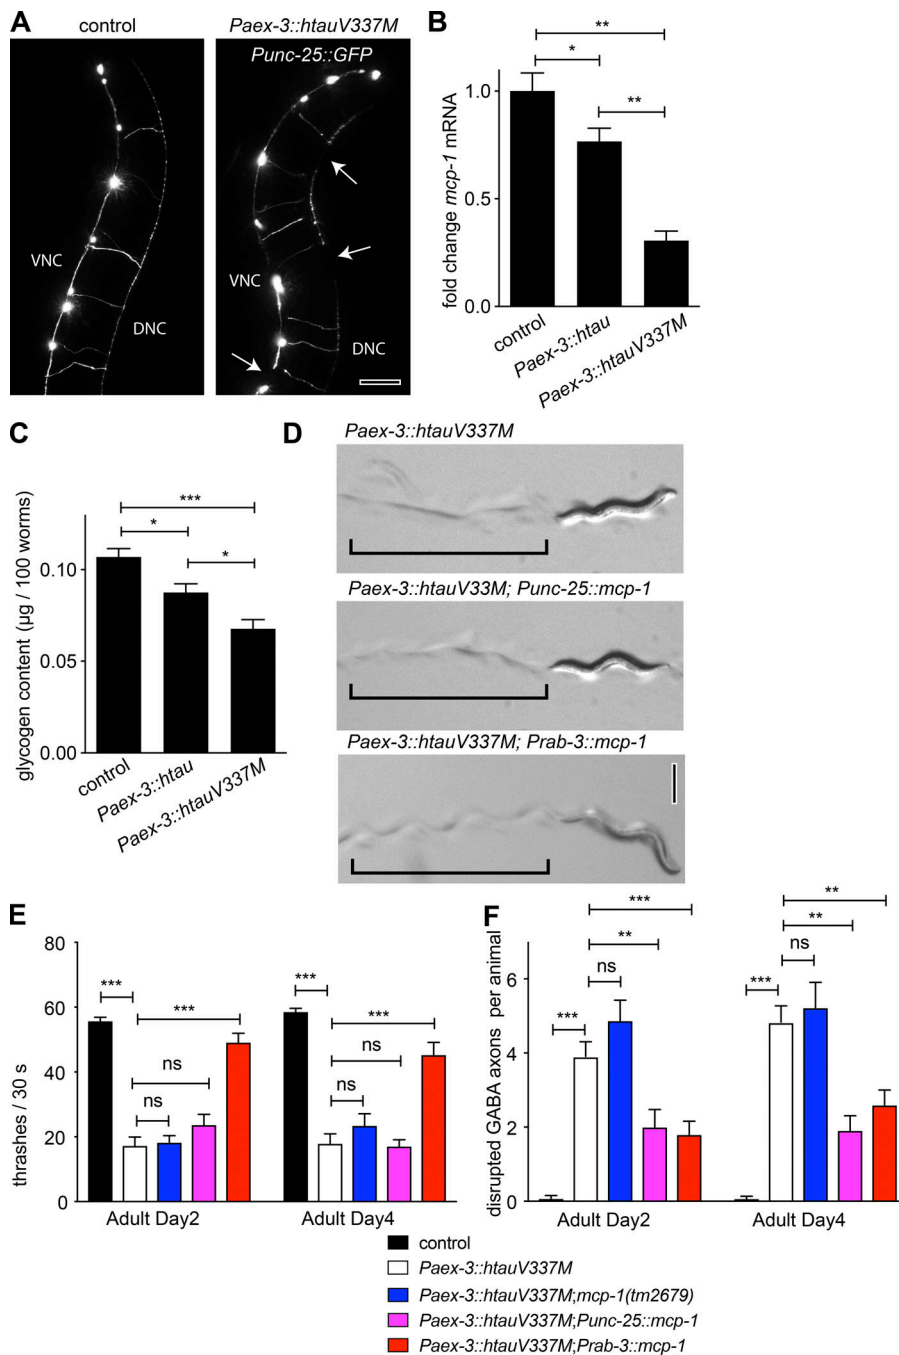 A
control
Paex-3::htauV337M
Punc-25::GFP
VNC
DNC
VNC
DNC
B
**
*
**
fold change mcp-1 mRNA
1.0
0.5
0.0
control
Paex-3::htau
Paex-3::htauV337M
C
***
*
*
glycogen content (µg / 100 worms)
0.10
0.05
0.00
control
Paex-3::htau
Paex-3::htauV337M
D
Paex-3::htauV337M
Paex-3::htauV33M; Punc-25::mcp-1
Paex-3::htauV337M; Prab-3::mcp-1
E
thrashes / 30 s
80
60
40
20
0
***
***
ns
ns
***
***
ns
ns
Adult Day2
Adult Day4
F
disrupted GABA axons per animal
6
4
2
0
***
**
ns
***
**
**
ns
***
Adult Day2
Adult Day4
control
Paex-3::htauV337M
Paex-3::htauV337M;mcp-1(tm2679)
Paex-3::htauV337M;Punc-25::mcp-1
Paex-3::htauV337M;Prab-3::mcp-1